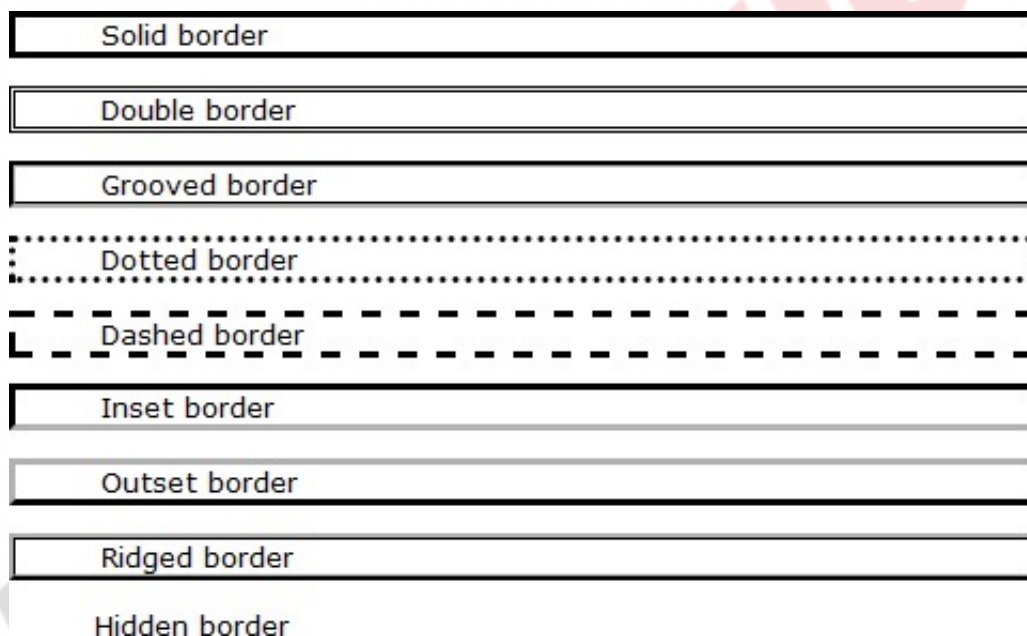 Solid border
Double border
Grooved border
Dotted border
Dashed border
Inset border
Outset border
Ridged border
Hidden border